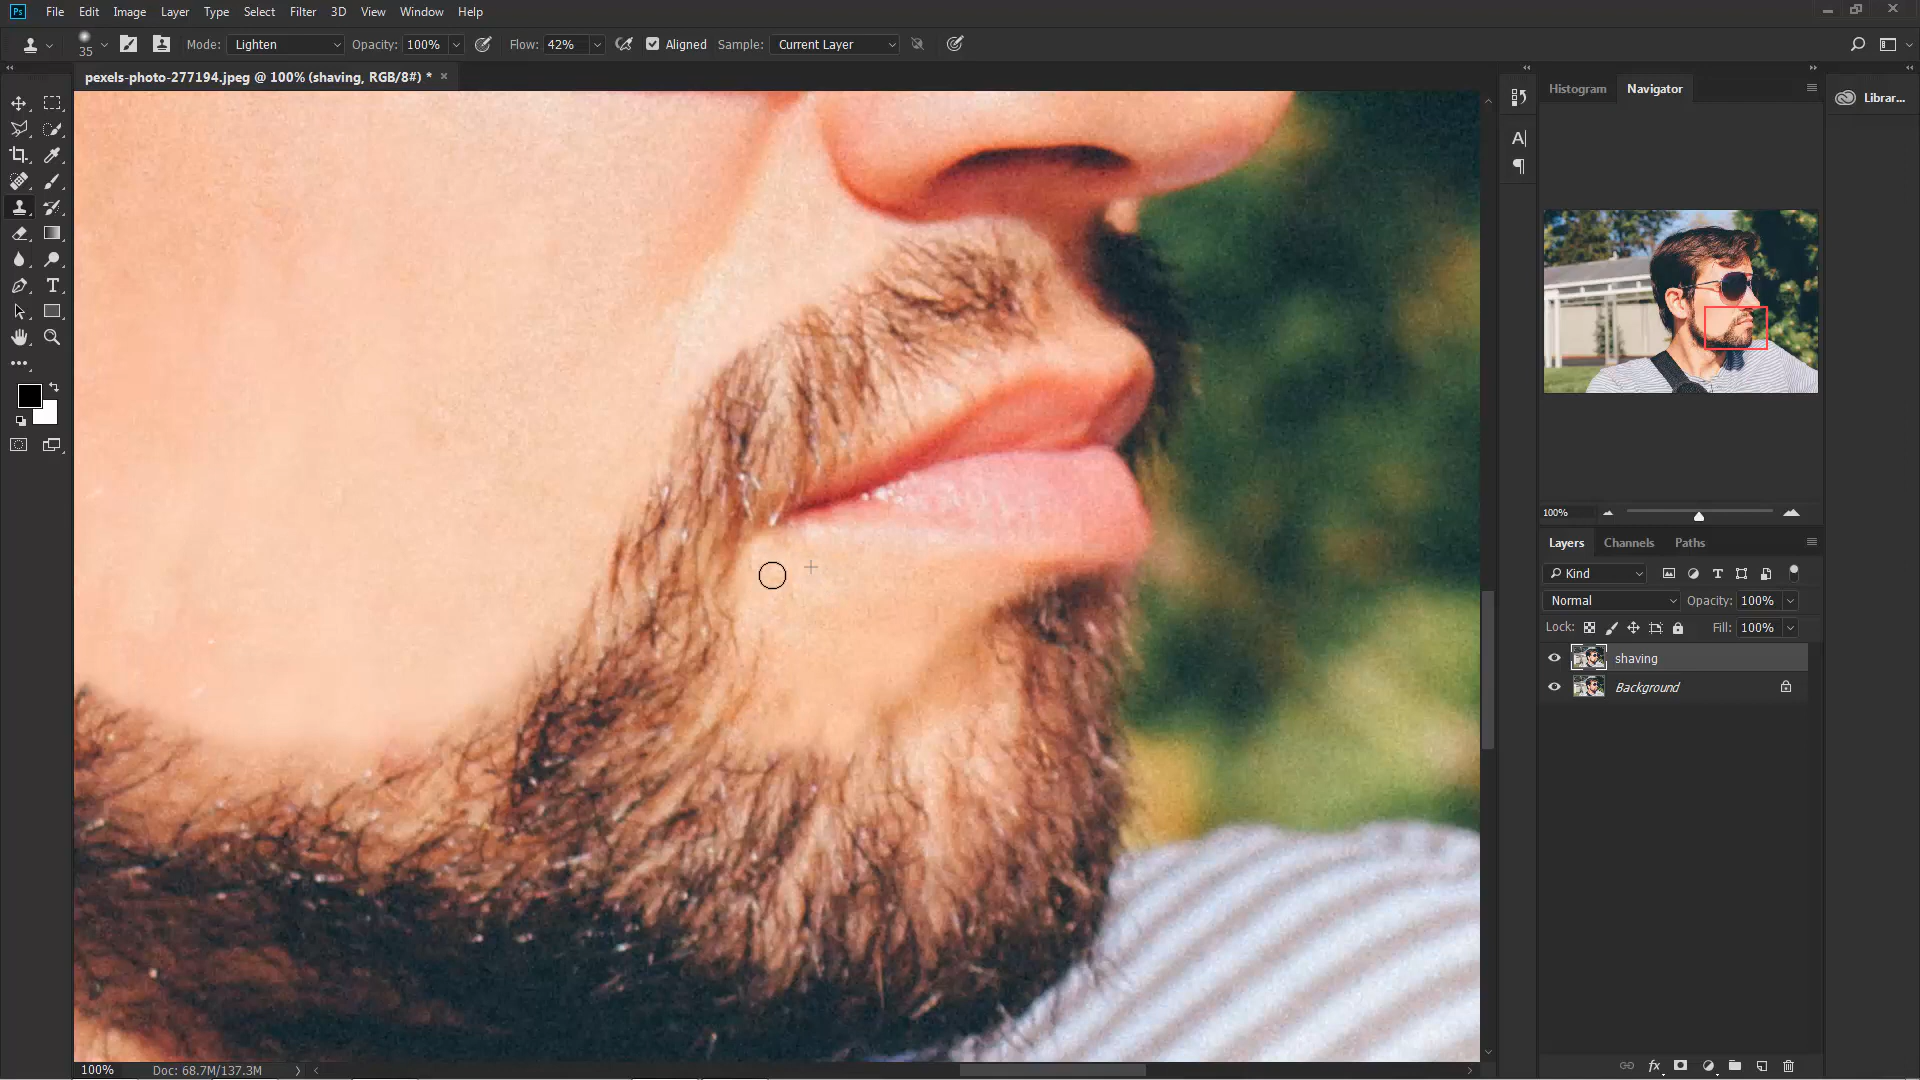 Ps File Edit Image Layer Type Select Filter 3D View Window Help
35 Mode: Lighten Opacity: 100% Flow: 42% Aligned Sample: Current Layer
pexels-photo-277194.jpeg @ 100% (shaving, RGB/8#) * ×
Histogram Navigator
Librar...
A|
T
100%
Layers Channels Paths
Kind
T
Normal Opacity: 100%
Lock: Fill: 100%
shaving
Background
fx
100% Doc: 68.7M/137.3M